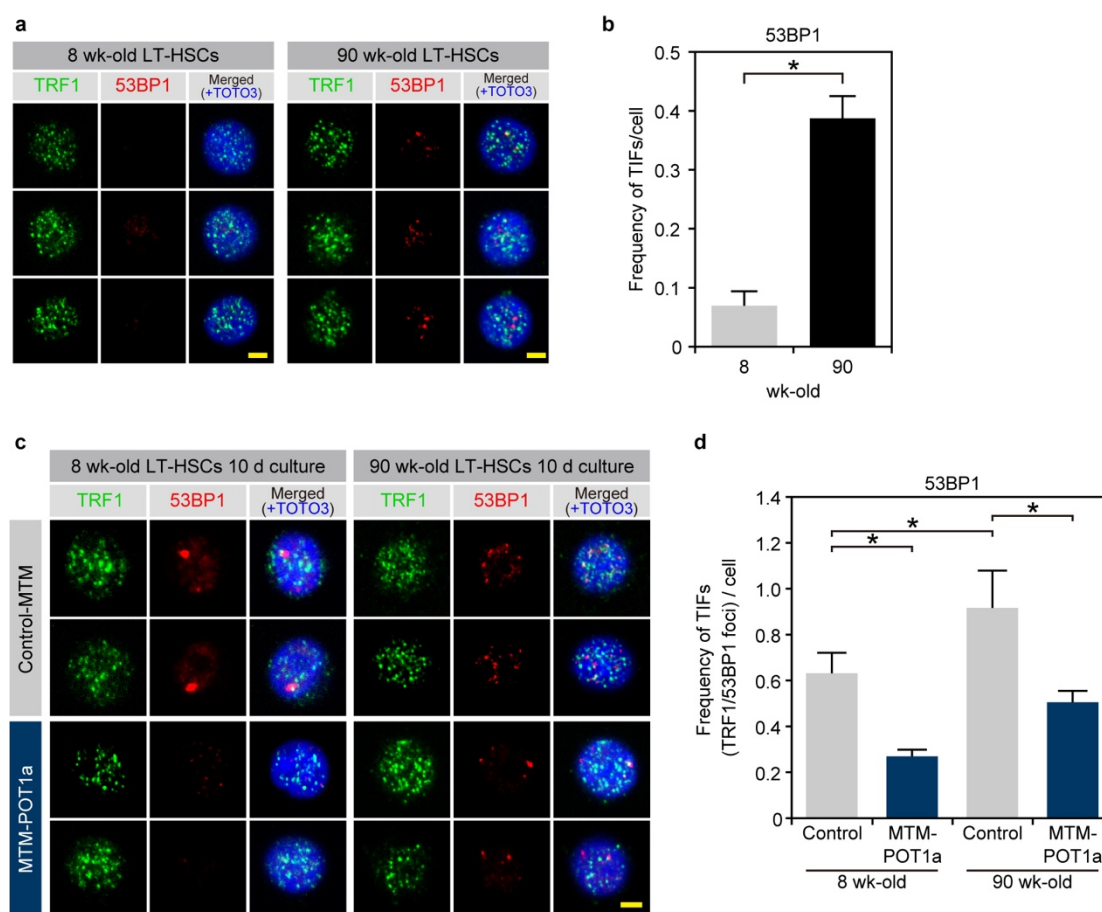 a
8 wk-old LT-HSCs
90 wk-old LT-HSCs
TRF1 53BP1 Merged (+TOTO3)
TRF1 53BP1 Merged (+TOTO3)
b
53BP1
*
Frequency of TIFs/cell
0.5
0.4
0.3
0.2
0.1
0
8 90
wk-old
c
8 wk-old LT-HSCs 10 d culture
90 wk-old LT-HSCs 10 d culture
TRF1 53BP1 Merged (+TOTO3)
TRF1 53BP1 Merged (+TOTO3)
Control-MTM
MTM-POT1a
d
53BP1
* * *
Frequency of TIFs
(TRF1/53BP1 foci) / cell
1.4
1.2
1.0
0.8
0.6
0.4
0.2
0
Control MTM-POT1a Control MTM-POT1a
8 wk-old 90 wk-old